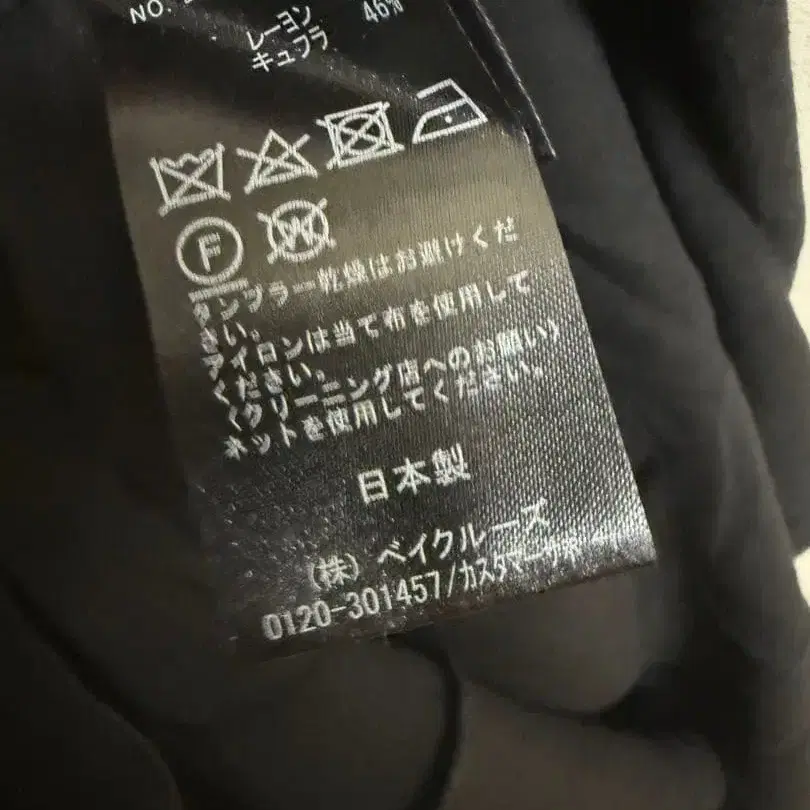 NO.
レーヨン 46%
キュプラ
F W
タンブラー乾燥はお避けくだ
さい。
アイロンは当て布を使用して
ください。
(クリーニング店へのお願い)
ネットを使用してください。
日本製
(株)ベイクルーズ
0120-301457/カスタマーサポ